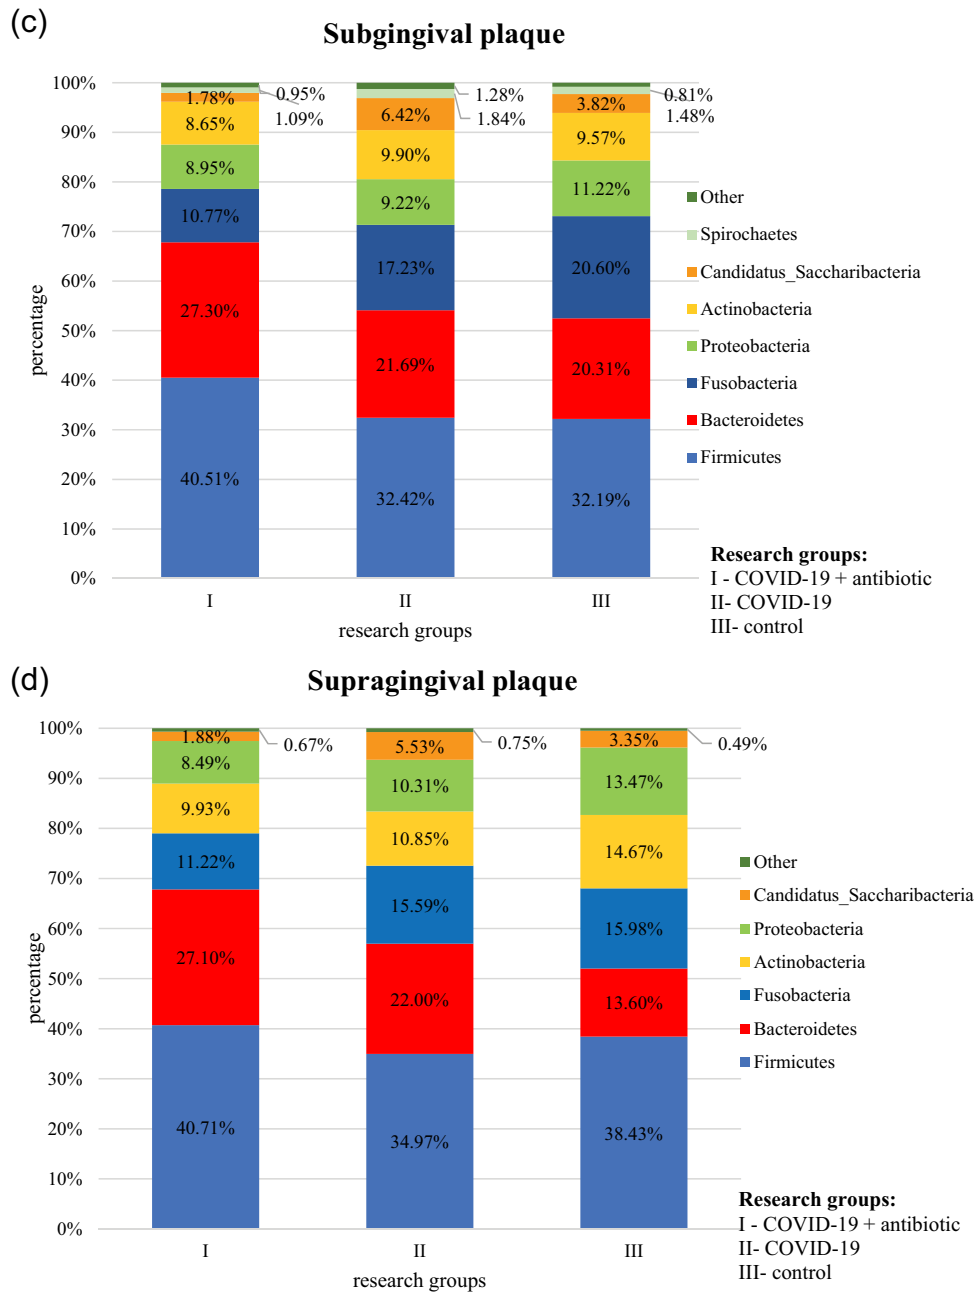 (c)
Subgingival plaque
100%
90%
80%
70%
60%
50%
40%
30%
20%
10%
0%
percentage
1.78%
0.95%
1.09%
8.65%
8.95%
10.77%
27.30%
40.51%
1.28%
1.84%
6.42%
9.90%
9.22%
17.23%
21.69%
32.42%
0.81%
1.48%
3.82%
9.57%
11.22%
20.60%
20.31%
32.19%
I II III
research groups
Other
Spirochaetes
Candidatus_Saccharibacteria
Actinobacteria
Proteobacteria
Fusobacteria
Bacteroidetes
Firmicutes
Research groups:
I - COVID-19 + antibiotic
II- COVID-19
III- control
(d)
Supragingival plaque
100%
90%
80%
70%
60%
50%
40%
30%
20%
10%
0%
percentage
1.88%
0.67%
8.49%
9.93%
11.22%
27.10%
40.71%
0.75%
5.53%
10.31%
10.85%
15.59%
22.00%
34.97%
0.49%
3.35%
13.47%
14.67%
15.98%
13.60%
38.43%
I II III
research groups
Other
Candidatus_Saccharibacteria
Proteobacteria
Actinobacteria
Fusobacteria
Bacteroidetes
Firmicutes
Research groups:
I - COVID-19 + antibiotic
II- COVID-19
III- control